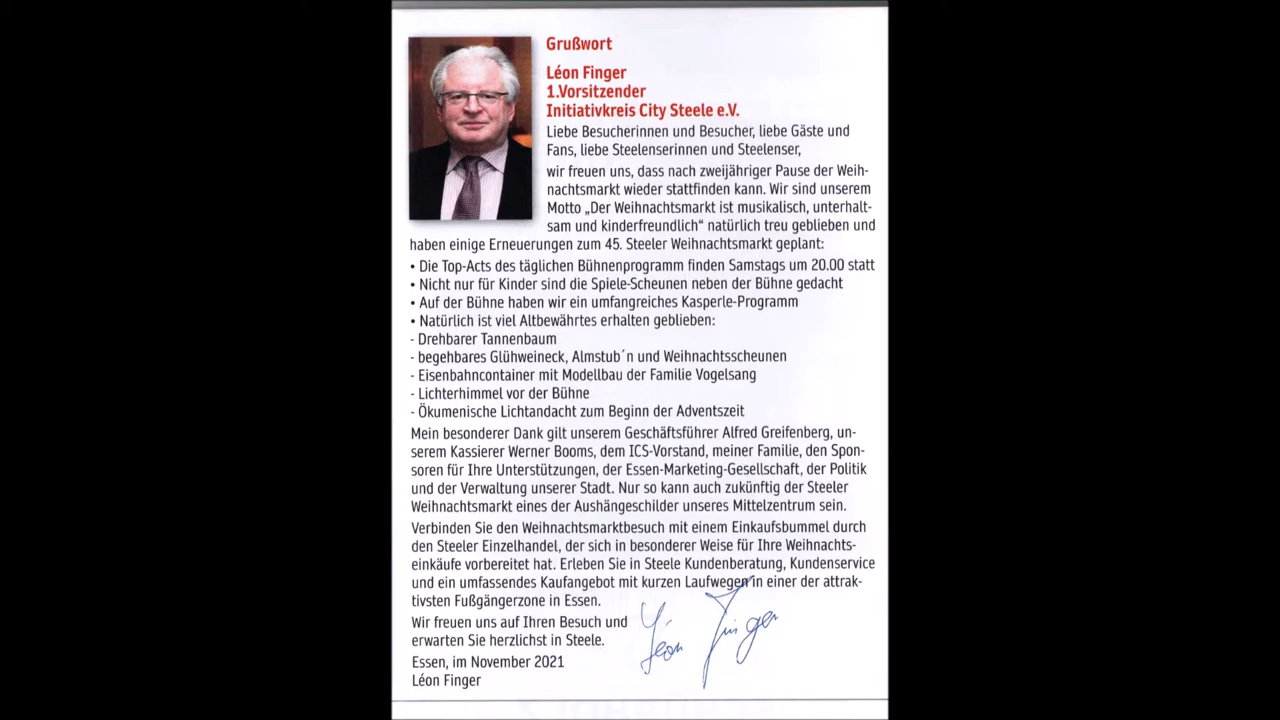 Grußwort
Léon Finger
1.Vorsitzender
Initiativkreis City Steele e.V.
Liebe Besucherinnen und Besucher, liebe Gäste und
Fans, liebe Steelenserinnen und Steelenser,
wir freuen uns, dass nach zweijähriger Pause der Weih-
nachtsmarkt wieder stattfinden kann. Wir sind unserem
Motto „Der Weihnachtsmarkt ist musikalisch, unterhalt-
sam und kinderfreundlich“ natürlich treu geblieben und
haben einige Erneuerungen zum 45. Steeler Weihnachtsmarkt geplant:
• Die Top-Acts des täglichen Bühnenprogramm finden Samstags um 20.00 statt
• Nicht nur für Kinder sind die Spiele-Scheunen neben der Bühne gedacht
• Auf der Bühne haben wir ein umfangreiches Kasperle-Programm
• Natürlich ist viel Altbewährtes erhalten geblieben:
- Drehbarer Tannenbaum
- begehbares Glühweineck, Almstub´n und Weihnachtsscheunen
- Eisenbahncontainer mit Modellbau der Familie Vogelsang
- Lichterhimmel vor der Bühne
- Ökumenische Lichtandacht zum Beginn der Adventszeit
Mein besonderer Dank gilt unserem Geschäftsführer Alfred Greifenberg, un-
serem Kassierer Werner Booms, dem ICS-Vorstand, meiner Familie, den Spon-
soren für Ihre Unterstützungen, der Essen-Marketing-Gesellschaft, der Politik
und der Verwaltung unserer Stadt. Nur so kann auch zukünftig der Steeler
Weihnachtsmarkt eines der Aushängeschilder unseres Mittelzentrum sein.
Verbinden Sie den Weihnachtsmarktbesuch mit einem Einkaufsbummel durch
den Steeler Einzelhandel, der sich in besonderer Weise für Ihre Weihnachts-
einkäufe vorbereitet hat. Erleben Sie in Steele Kundenberatung, Kundenservice
und ein umfassendes Kaufangebot mit kurzen Laufwegen in einer der attrak-
tivsten Fußgängerzone in Essen.
Wir freuen uns auf Ihren Besuch und
erwarten Sie herzlichst in Steele.
Léon Finger
Essen, im November 2021
Léon Finger